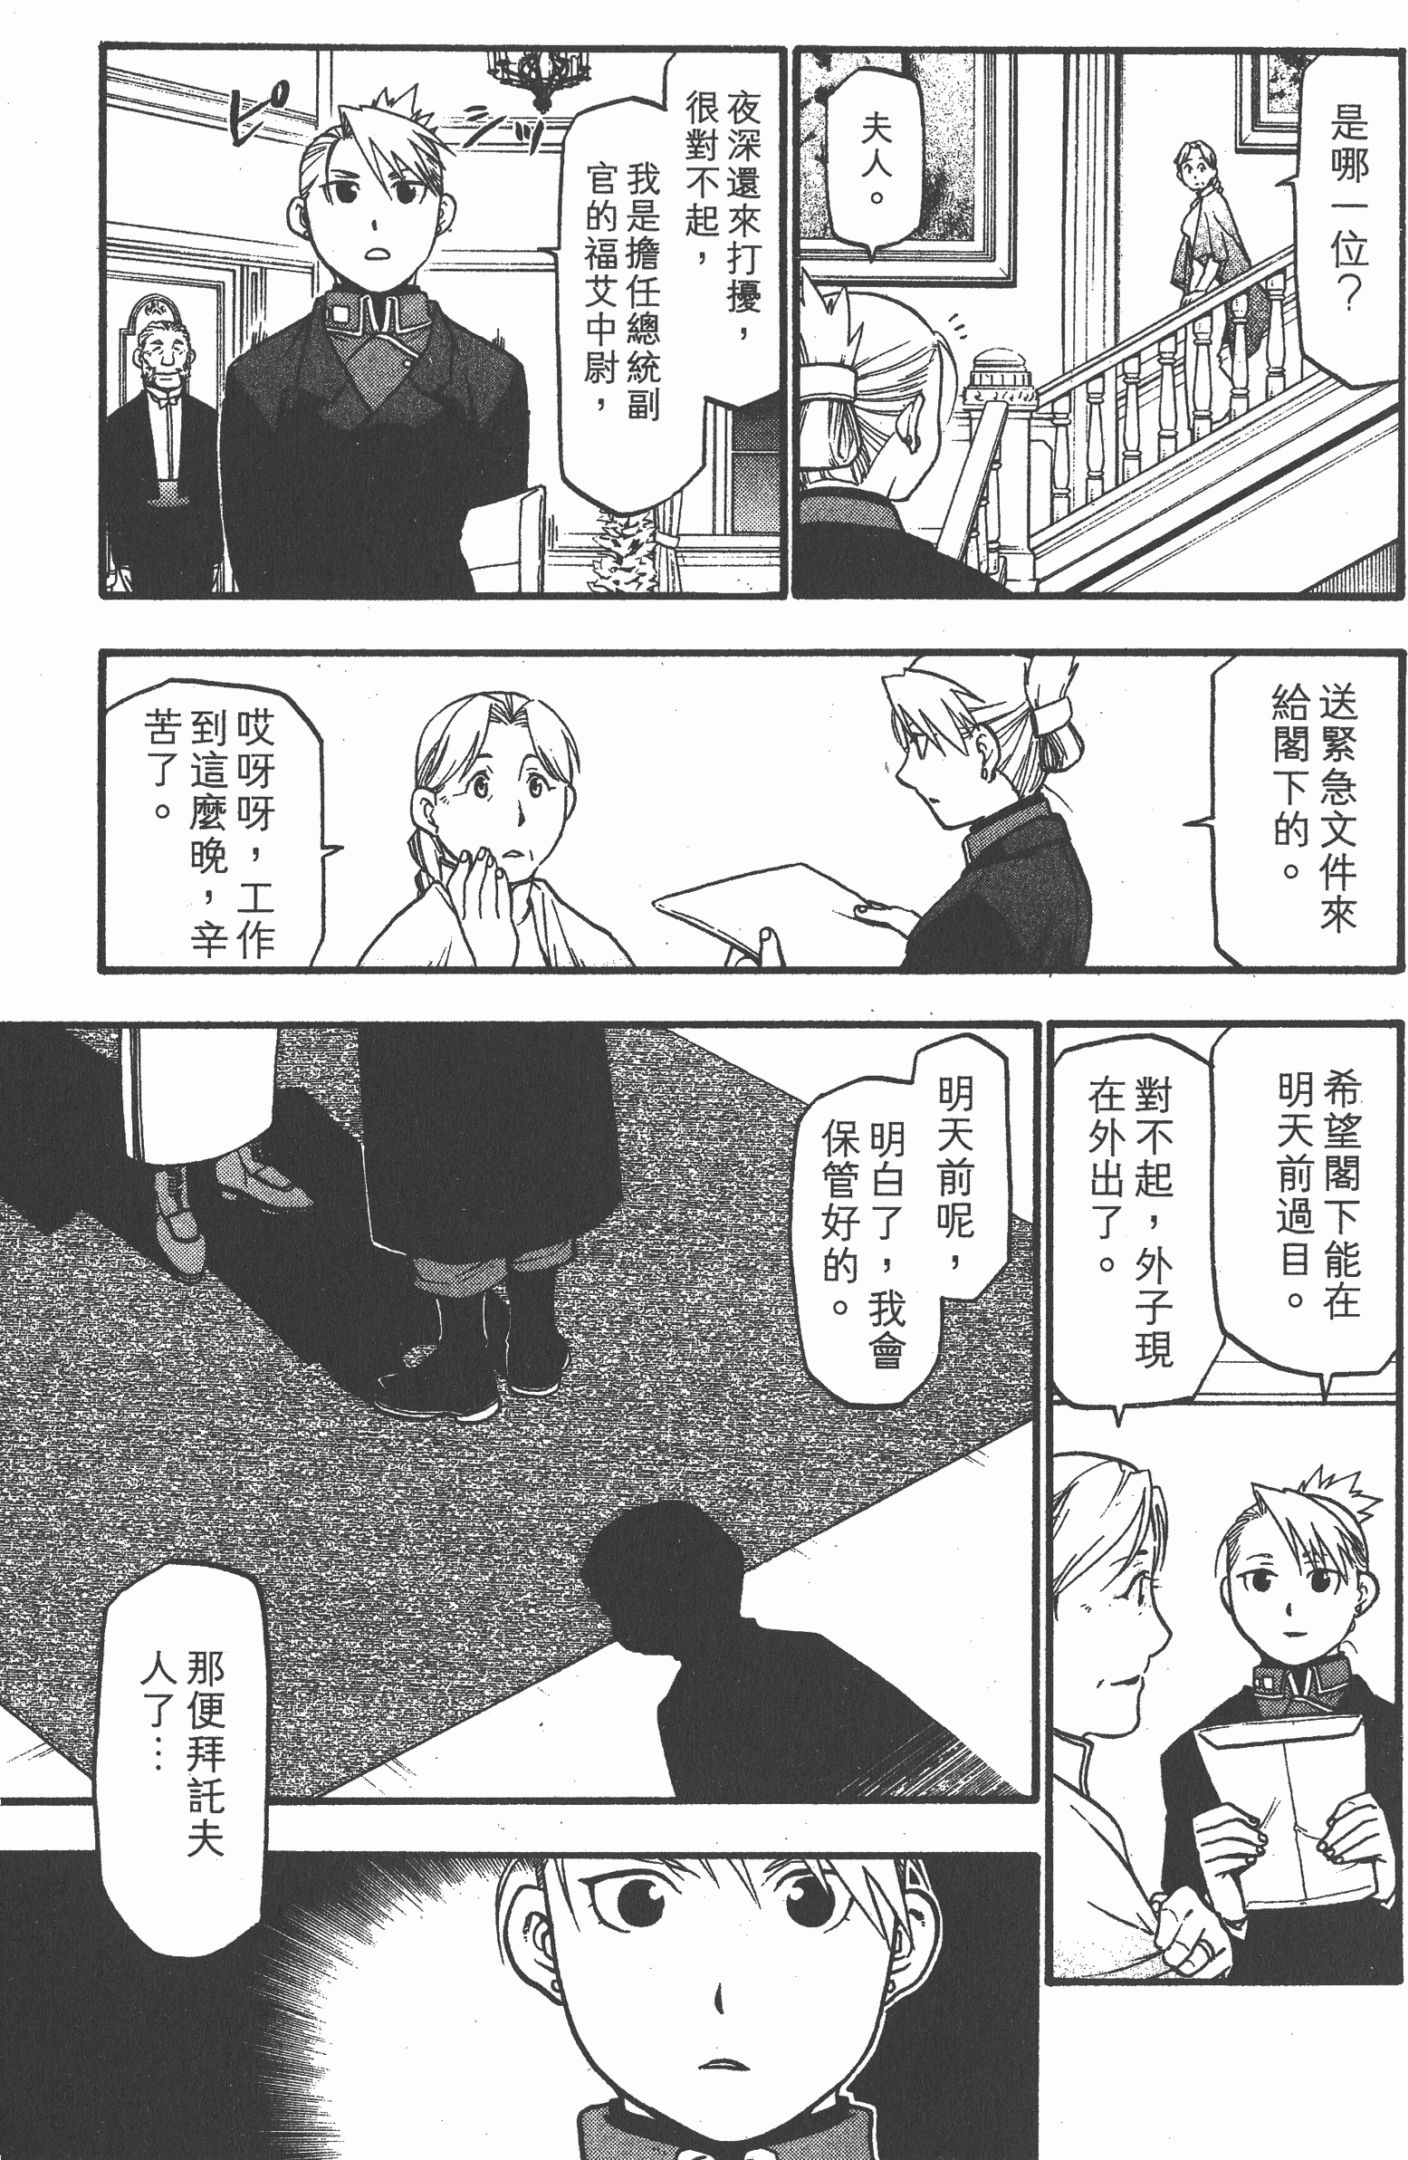 是哪一位？
夫人。
夜深還來打擾，
很對不起，
我是擔任總統副
官的福艾中尉，
ビシッ
送緊急文件來
給閣下的。
哎呀呀，工作
到這麼晚，辛
苦了。
希望閣下能在
明天前過目。
對不起，外子現
在外出了。
明天前呢，
明白了，我會
保管好的。
那便拜託夫
人了…